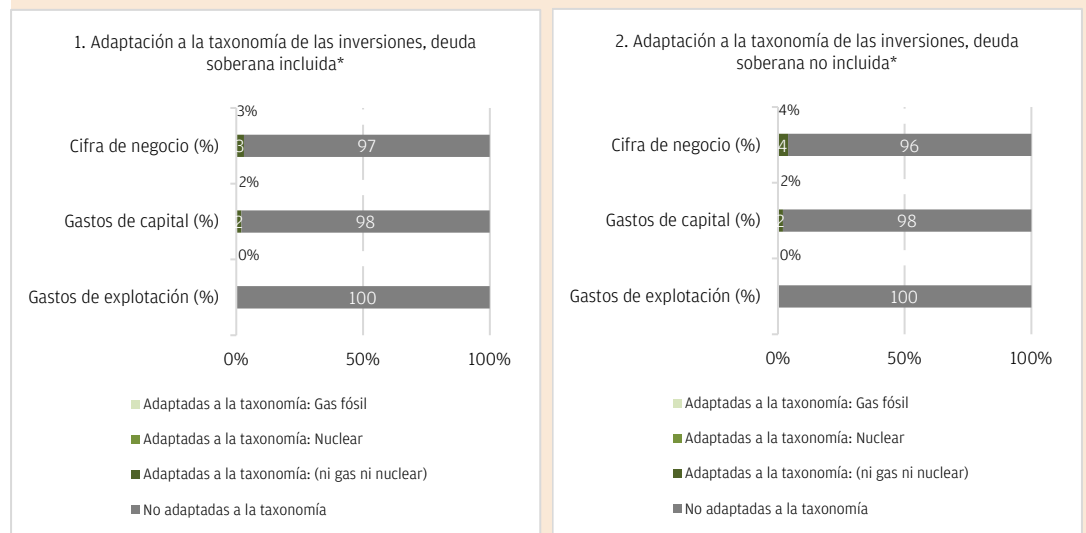 1. Adaptación a la taxonomía de las inversiones, deuda
soberana incluida*
3%
Cifra de negocio (%)
3 97
2%
Gastos de capital (%)
2 98
0%
Gastos de explotación (%)
100
0% 50% 100%
Adaptadas a la taxonomía: Gas fósil
Adaptadas a la taxonomía: Nuclear
Adaptadas a la taxonomía: (ni gas ni nuclear)
No adaptadas a la taxonomía
2. Adaptación a la taxonomía de las inversiones, deuda
soberana no incluida*
4%
Cifra de negocio (%)
4 96
2%
Gastos de capital (%)
2 98
0%
Gastos de explotación (%)
100
0% 50% 100%
Adaptadas a la taxonomía: Gas fósil
Adaptadas a la taxonomía: Nuclear
Adaptadas a la taxonomía: (ni gas ni nuclear)
No adaptadas a la taxonomía